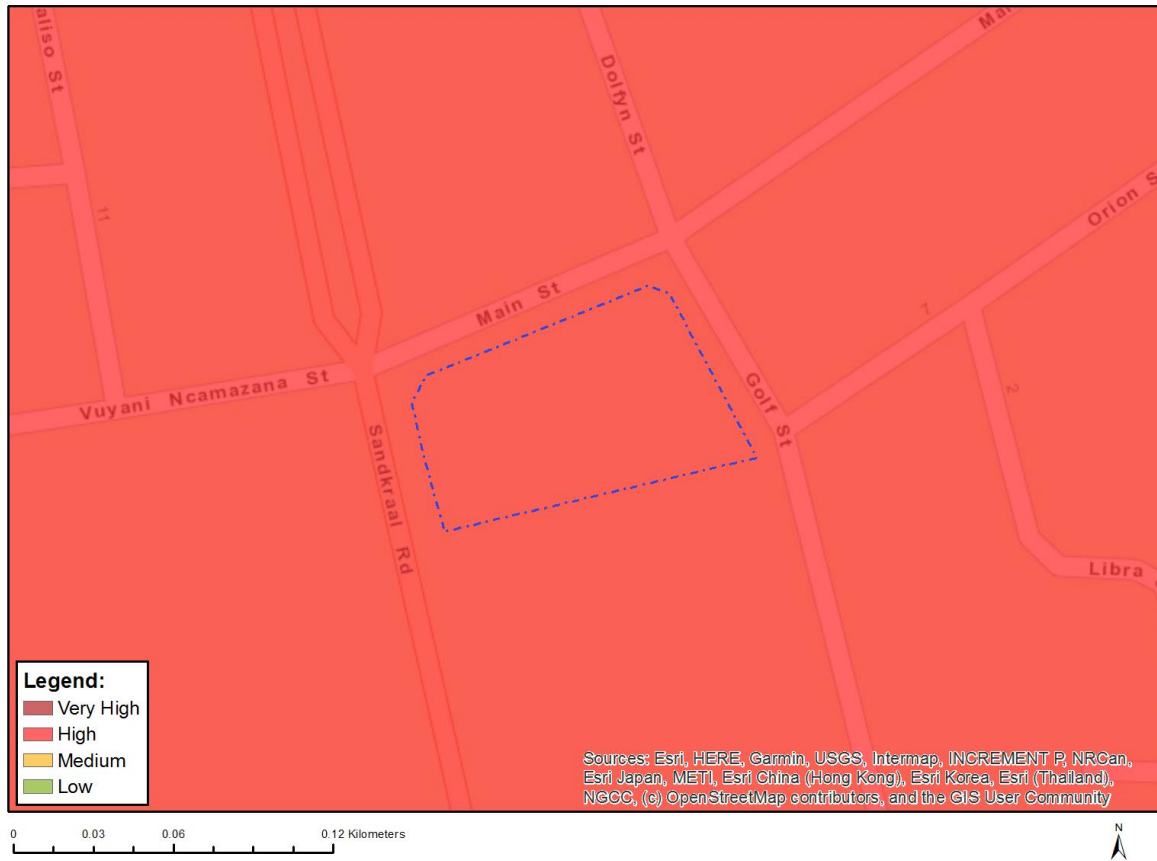 aliso St
11
Dolfyn St
Mai
Orion S
7
Main St
Vuyani Ncamazana St
Golf St
2
Sandkraal Rd
Libra
Legend:
Very High
High
Medium
Low
Sources: Esri, HERE, Garmin, USGS, Intermap, INCREMENT P, NRCan,
Esri Japan, METI, Esri China (Hong Kong), Esri Korea, Esri (Thailand),
NGCC, (c) OpenStreetMap contributors, and the GIS User Community
0 0.03 0.06 0.12 Kilometers
N